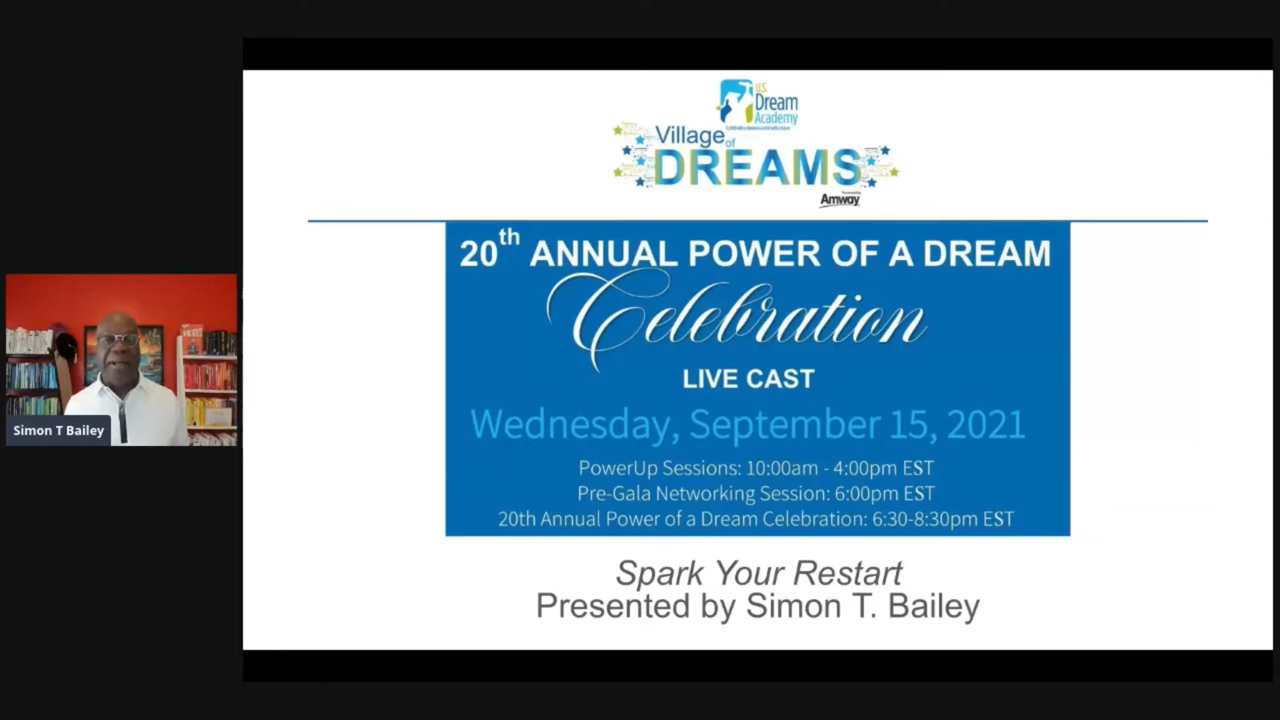 U.S.
Dream
Academy
Village of
DREAMS
Amway
20th ANNUAL POWER OF A DREAM
Celebration
LIVE CAST
Wednesday, September 15, 2021
PowerUp Sessions: 10:00am - 4:00pm EST
Pre-Gala Networking Session: 6:00pm EST
20th Annual Power of a Dream Celebration: 6:30-8:30pm EST
Simon T Bailey
Spark Your Restart
Presented by Simon T. Bailey